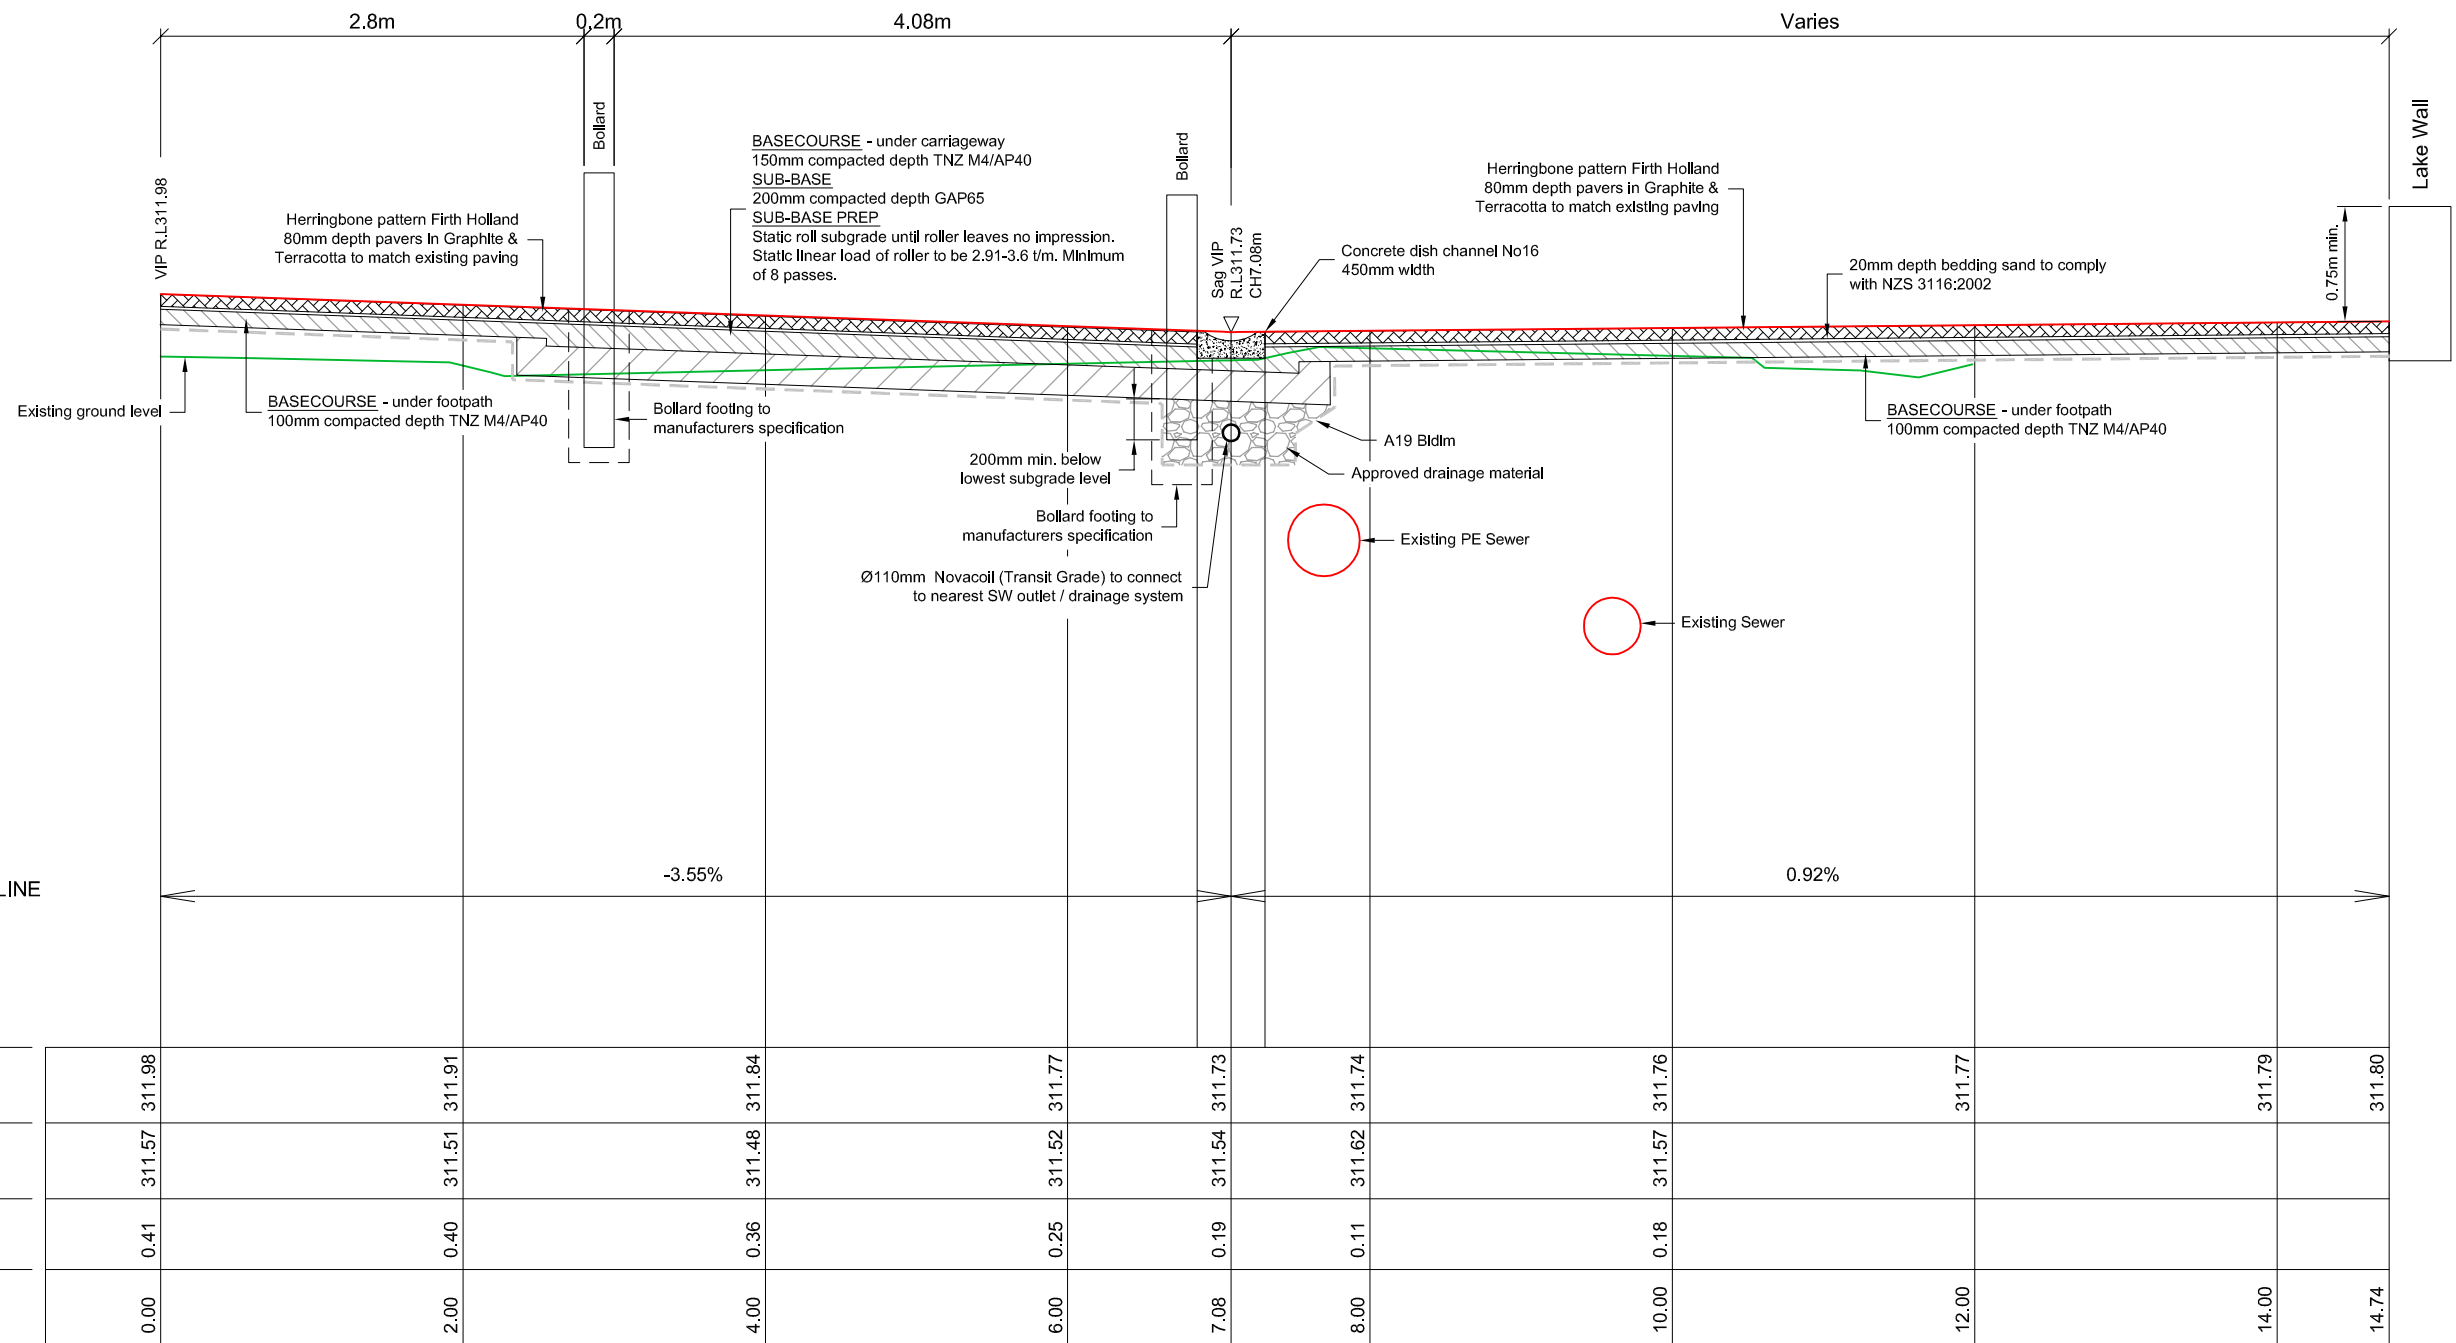 2.8m
0.2m
4.08m
Varies
VIP R.L311.98
Bollard
Bollard
Lake Wall
0.75m min.
Herringbone pattern Firth Holland
80mm depth pavers in Graphite &
Terracotta to match existing paving
BASECOURSE - under carriageway
150mm compacted depth TNZ M4/AP40
SUB-BASE
200mm compacted depth GAP65
SUB-BASE PREP
Static roll subgrade until roller leaves no impression.
Static linear load of roller to be 2.91-3.6 t/m. Minimum
of 8 passes.
Sag VIP
R.L311.73
CH7.08m
Concrete dish channel No16
450mm width
Herringbone pattern Firth Holland
80mm depth pavers in Graphite &
Terracotta to match existing paving
20mm depth bedding sand to comply
with NZS 3116:2002
Existing ground level
BASECOURSE - under footpath
100mm compacted depth TNZ M4/AP40
Bollard footing to
manufacturers specification
200mm min. below
lowest subgrade level
Bollard footing to
manufacturers specification
Ø110mm Novacoil (Transit Grade) to connect
to nearest SW outlet / drainage system
A19 Bidim
Approved drainage material
BASECOURSE - under footpath
100mm compacted depth TNZ M4/AP40
Existing PE Sewer
Existing Sewer
LINE
-3.55%
0.92%
311.98 311.91 311.84 311.77 311.73 311.74 311.76 311.77 311.79 311.80
311.57 311.51 311.48 311.52 311.54 311.62 311.57
0.41 0.40 0.36 0.25 0.19 0.11 0.18
0.00 2.00 4.00 6.00 7.08 8.00 10.00 12.00 14.00 14.74